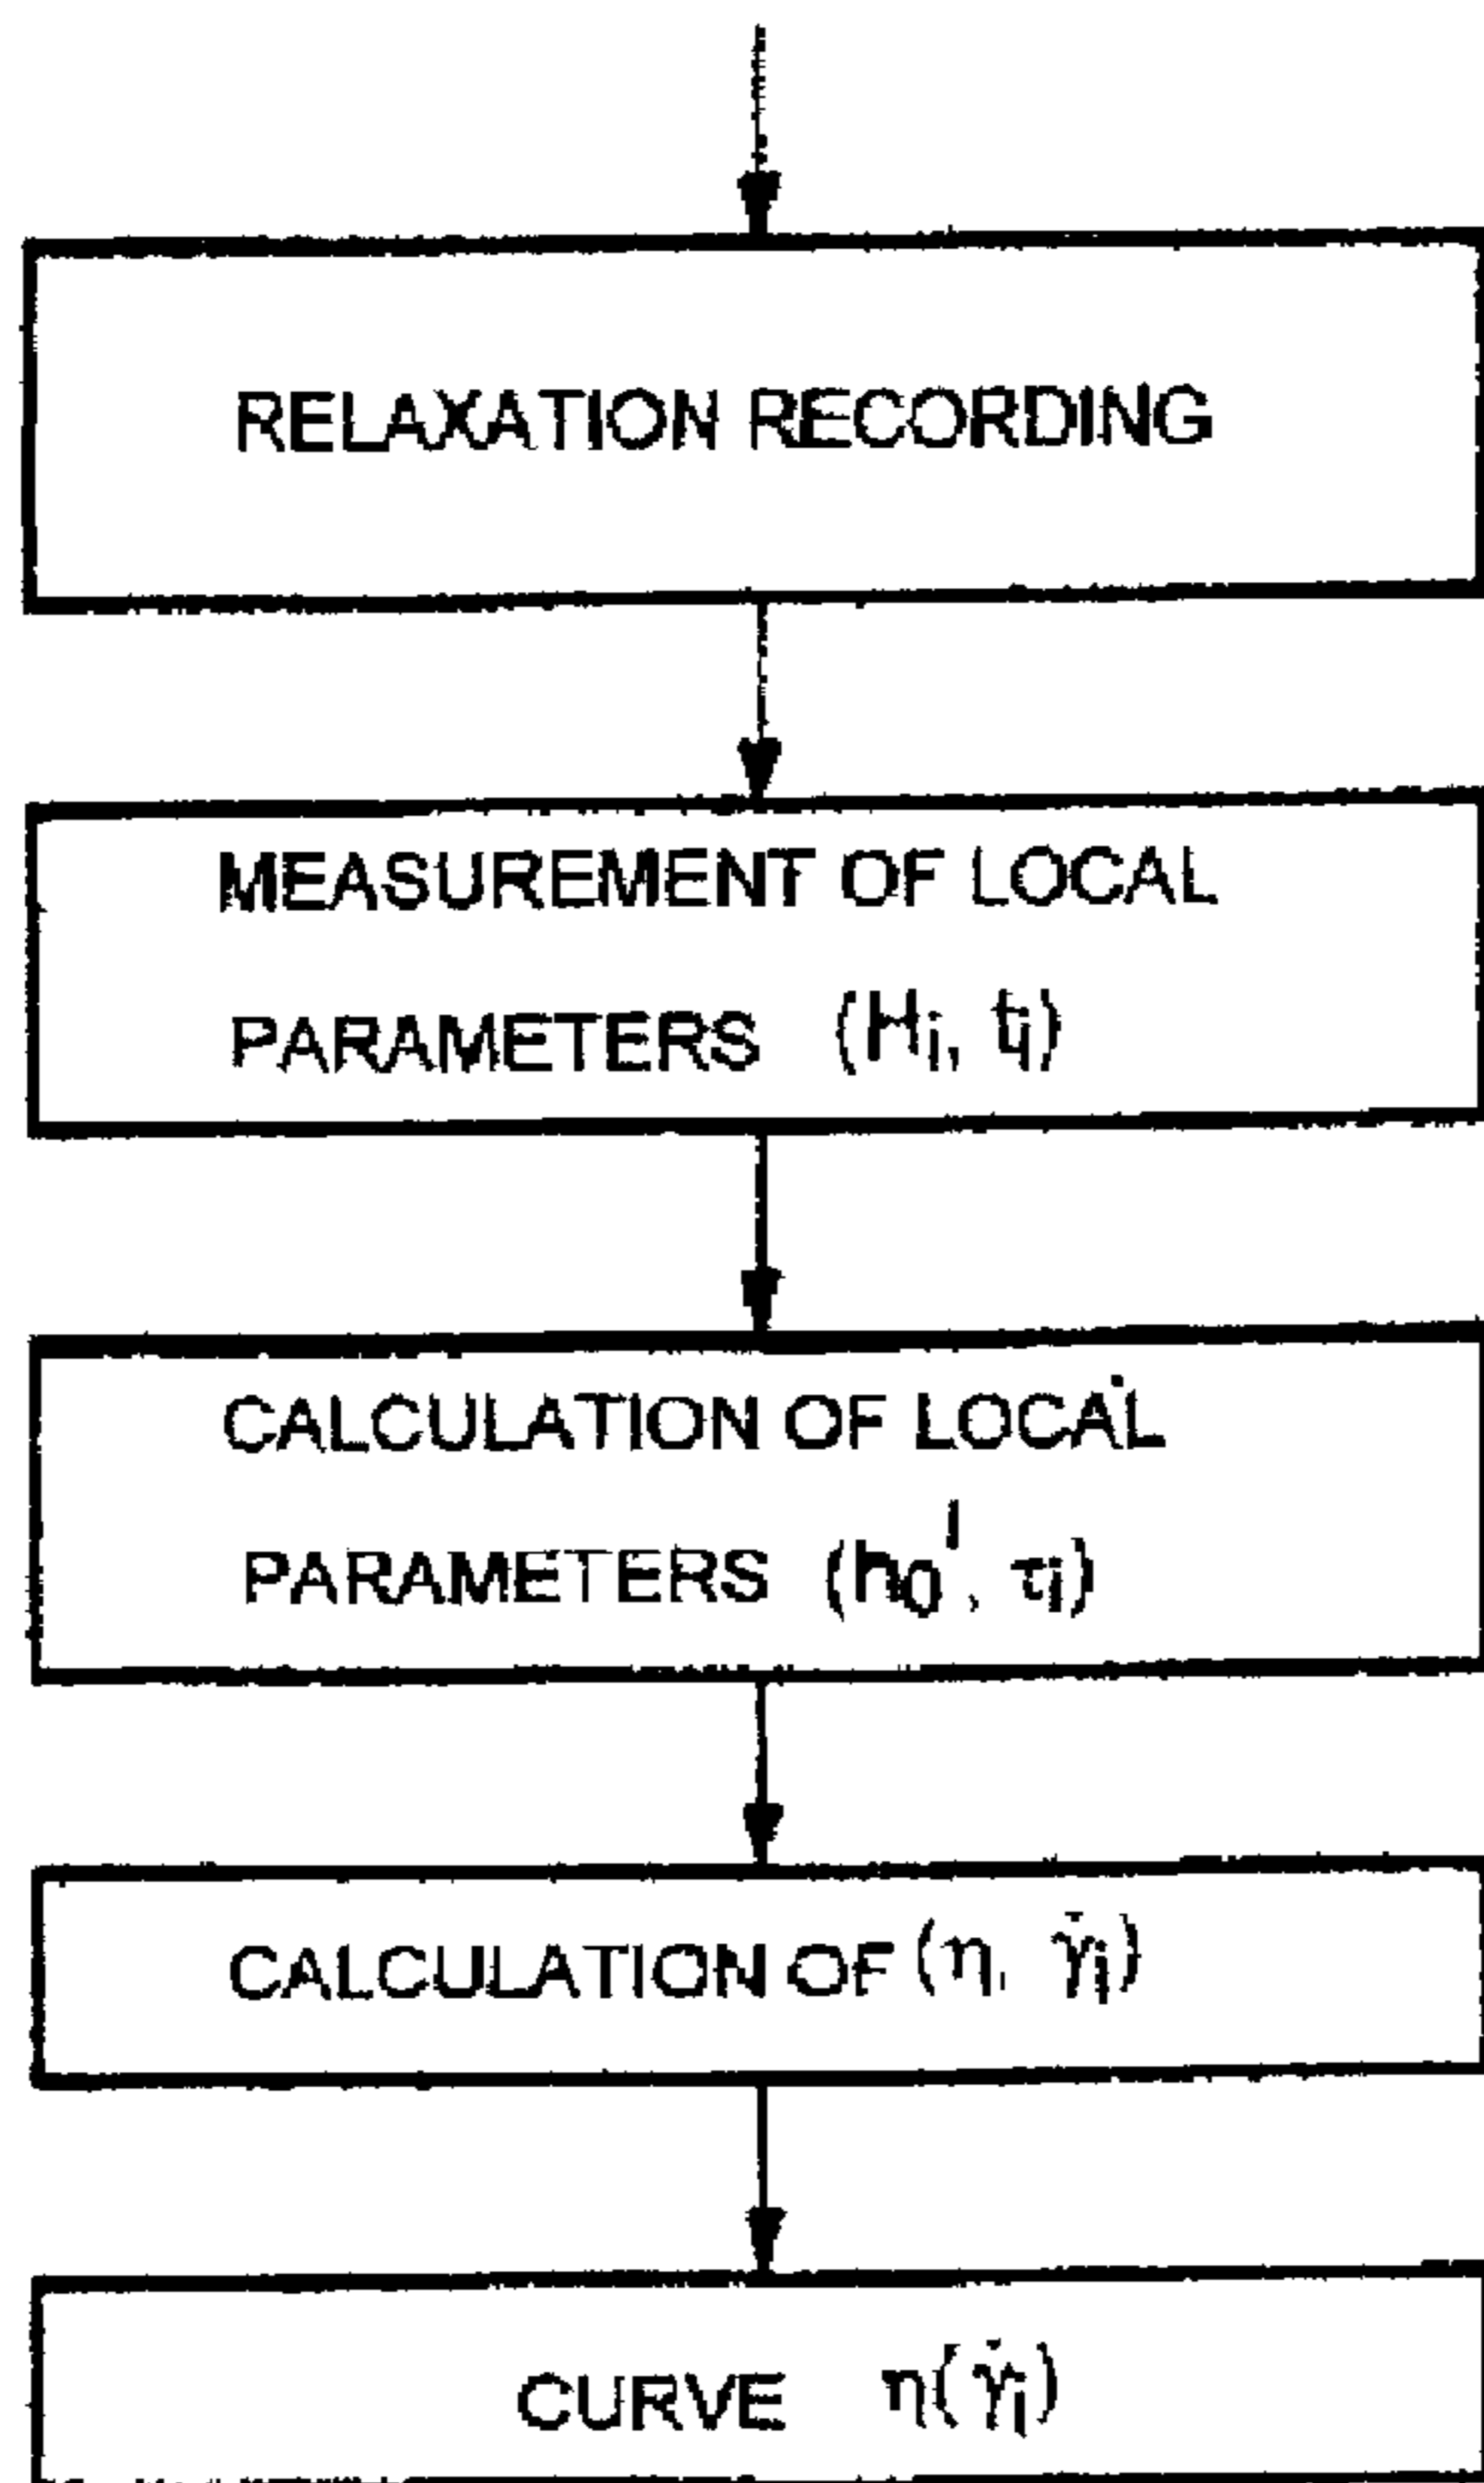 RELAXATION RECORDING
MEASUREMENT OF LOCAL
PARAMETERS (Hi, ti)
CALCULATION OF LOCAL
PARAMETERS (h0', τi)
CALCULATION OF (η, γ̇i)
CURVE η(γ̇i)